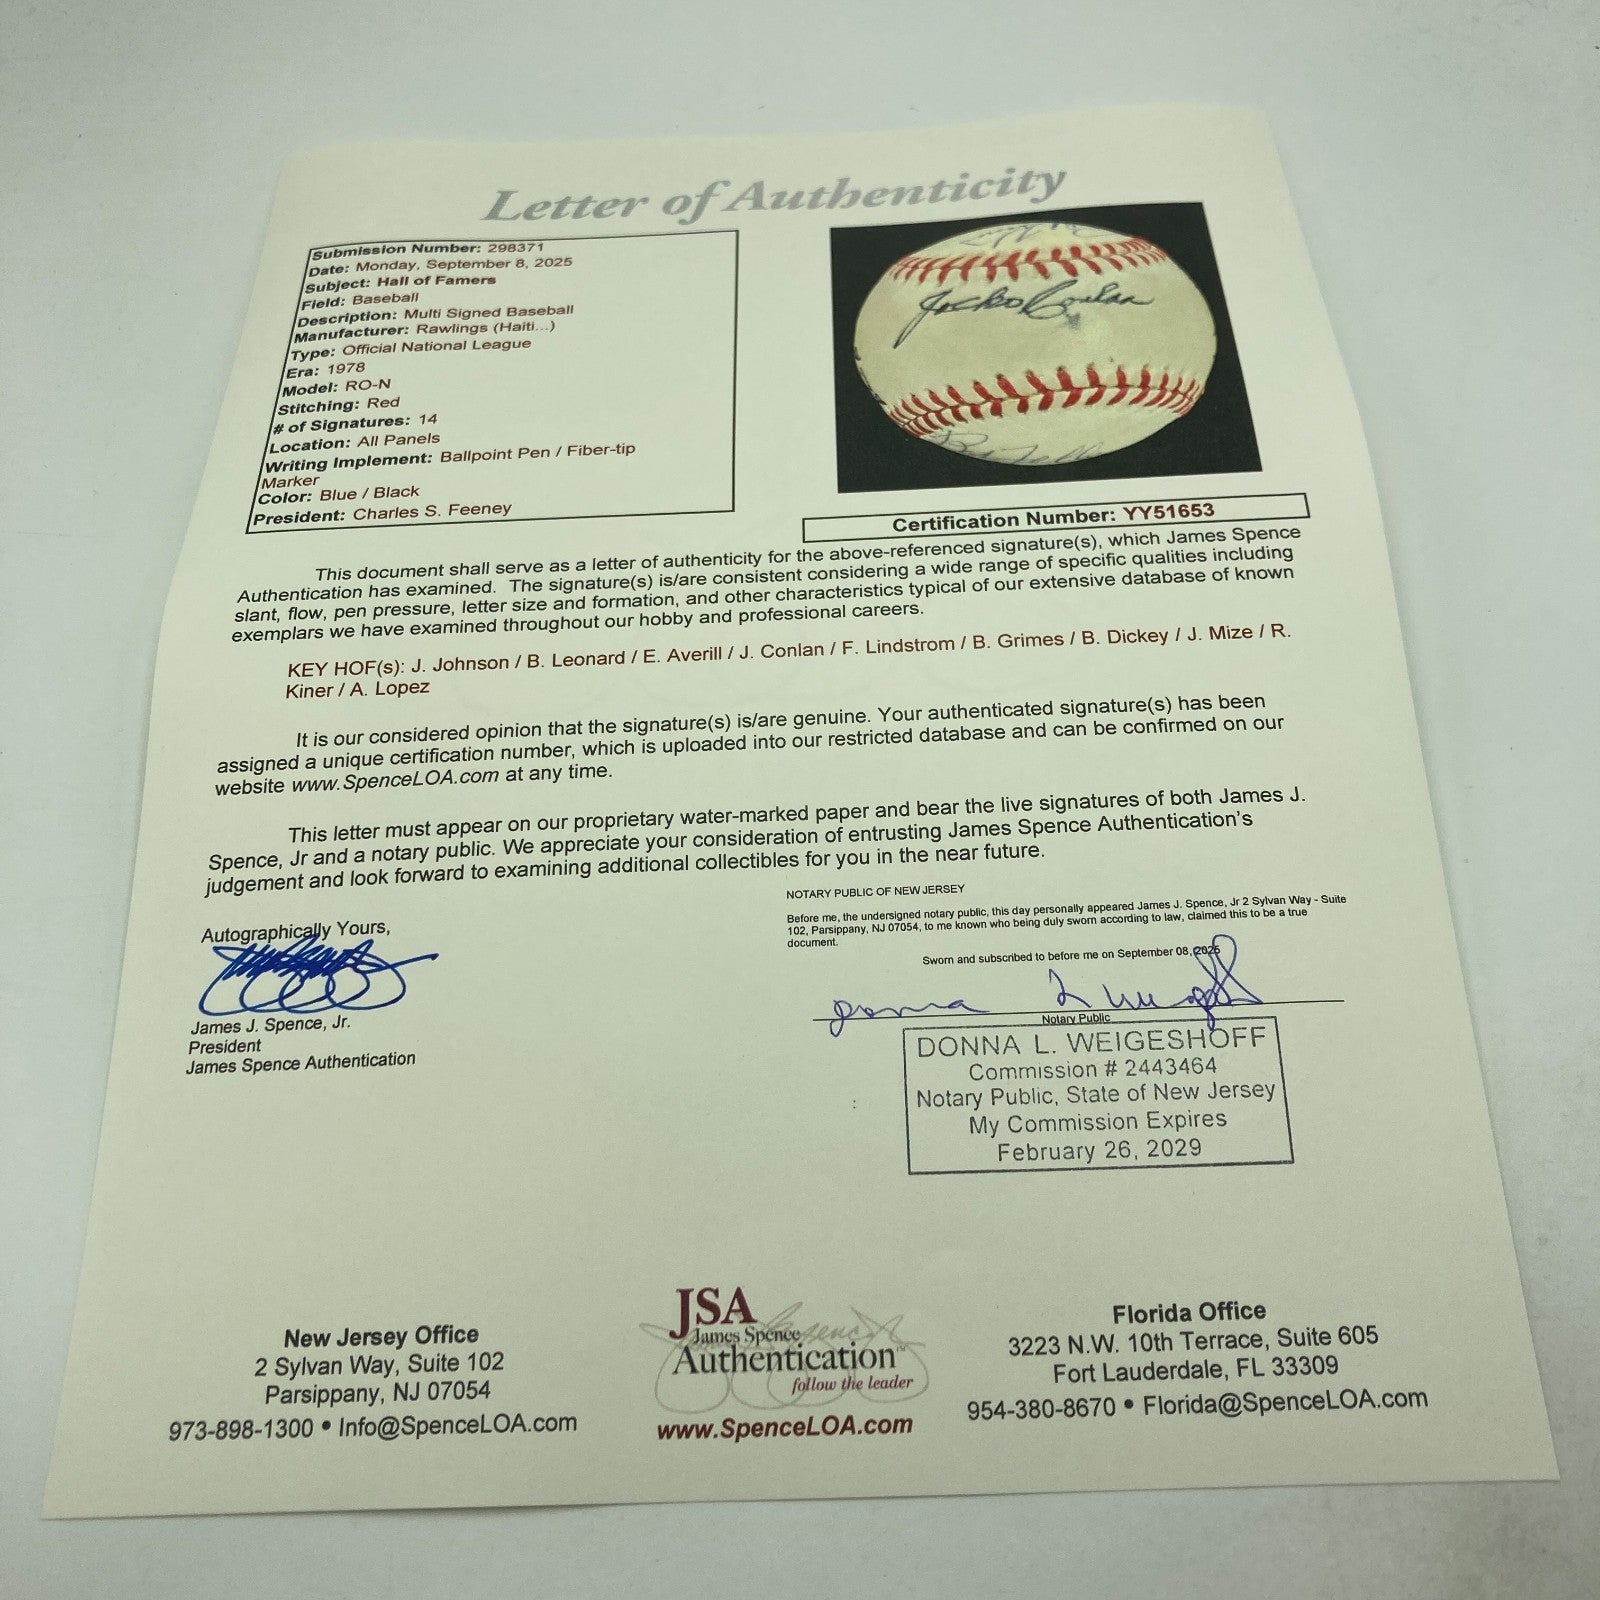 Letter of Authenticity
Submission Number: 298371
Date: Monday, September 8, 2025
Subject: Hall of Famers
Field: Baseball
Description: Multi Signed Baseball
Manufacturer: Rawlings (Haiti...)
Type: Official National League
Era: 1978
Model: RO-N
Stitching: Red
# of Signatures: 14
Location: All Panels
Writing Implement: Ballpoint Pen / Fiber-tip
Marker
Color: Blue / Black
President: Charles S. Feeney
Jocko Conlan
Certification Number: YY51653
This document shall serve as a letter of authenticity for the above-referenced signature(s), which James Spence
Authentication has examined. The signature(s) is/are consistent considering a wide range of specific qualities including
slant, flow, pen pressure, letter size and formation, and other characteristics typical of our extensive database of known
exemplars we have examined throughout our hobby and professional careers.
KEY HOF(s): J. Johnson / B. Leonard / E. Averill / J. Conlan / F. Lindstrom / B. Grimes / B. Dickey / J. Mize / R.
Kiner / A. Lopez
It is our considered opinion that the signature(s) is/are genuine. Your authenticated signature(s) has been
assigned a unique certification number, which is uploaded into our restricted database and can be confirmed on our
website www.SpenceLOA.com at any time.
This letter must appear on our proprietary water-marked paper and bear the live signatures of both James J.
Spence, Jr and a notary public. We appreciate your consideration of entrusting James Spence Authentication's
judgement and look forward to examining additional collectibles for you in the near future.
Autographically Yours,
James J. Spence, Jr.
President
James Spence Authentication
NOTARY PUBLIC OF NEW JERSEY
Before me, the undersigned notary public, this day personally appeared James J. Spence, Jr 2 Sylvan Way - Suite
102, Parsippany, NJ 07054, to me known who being duly sworn according to law, claimed this to be a true
document.
Sworn and subscribed to before me on September 08, 2025
Donna L Weigeshoff
Notary Public
DONNA L. WEIGESHOFF
Commission # 2443464
Notary Public, State of New Jersey
My Commission Expires
February 26, 2029
New Jersey Office
2 Sylvan Way, Suite 102
Parsippany, NJ 07054
973-898-1300 • Info@SpenceLOA.com
JSA
James Spence
Authentication™
follow the leader
www.SpenceLOA.com
Florida Office
3223 N.W. 10th Terrace, Suite 605
Fort Lauderdale, FL 33309
954-380-8670 • Florida@SpenceLOA.com